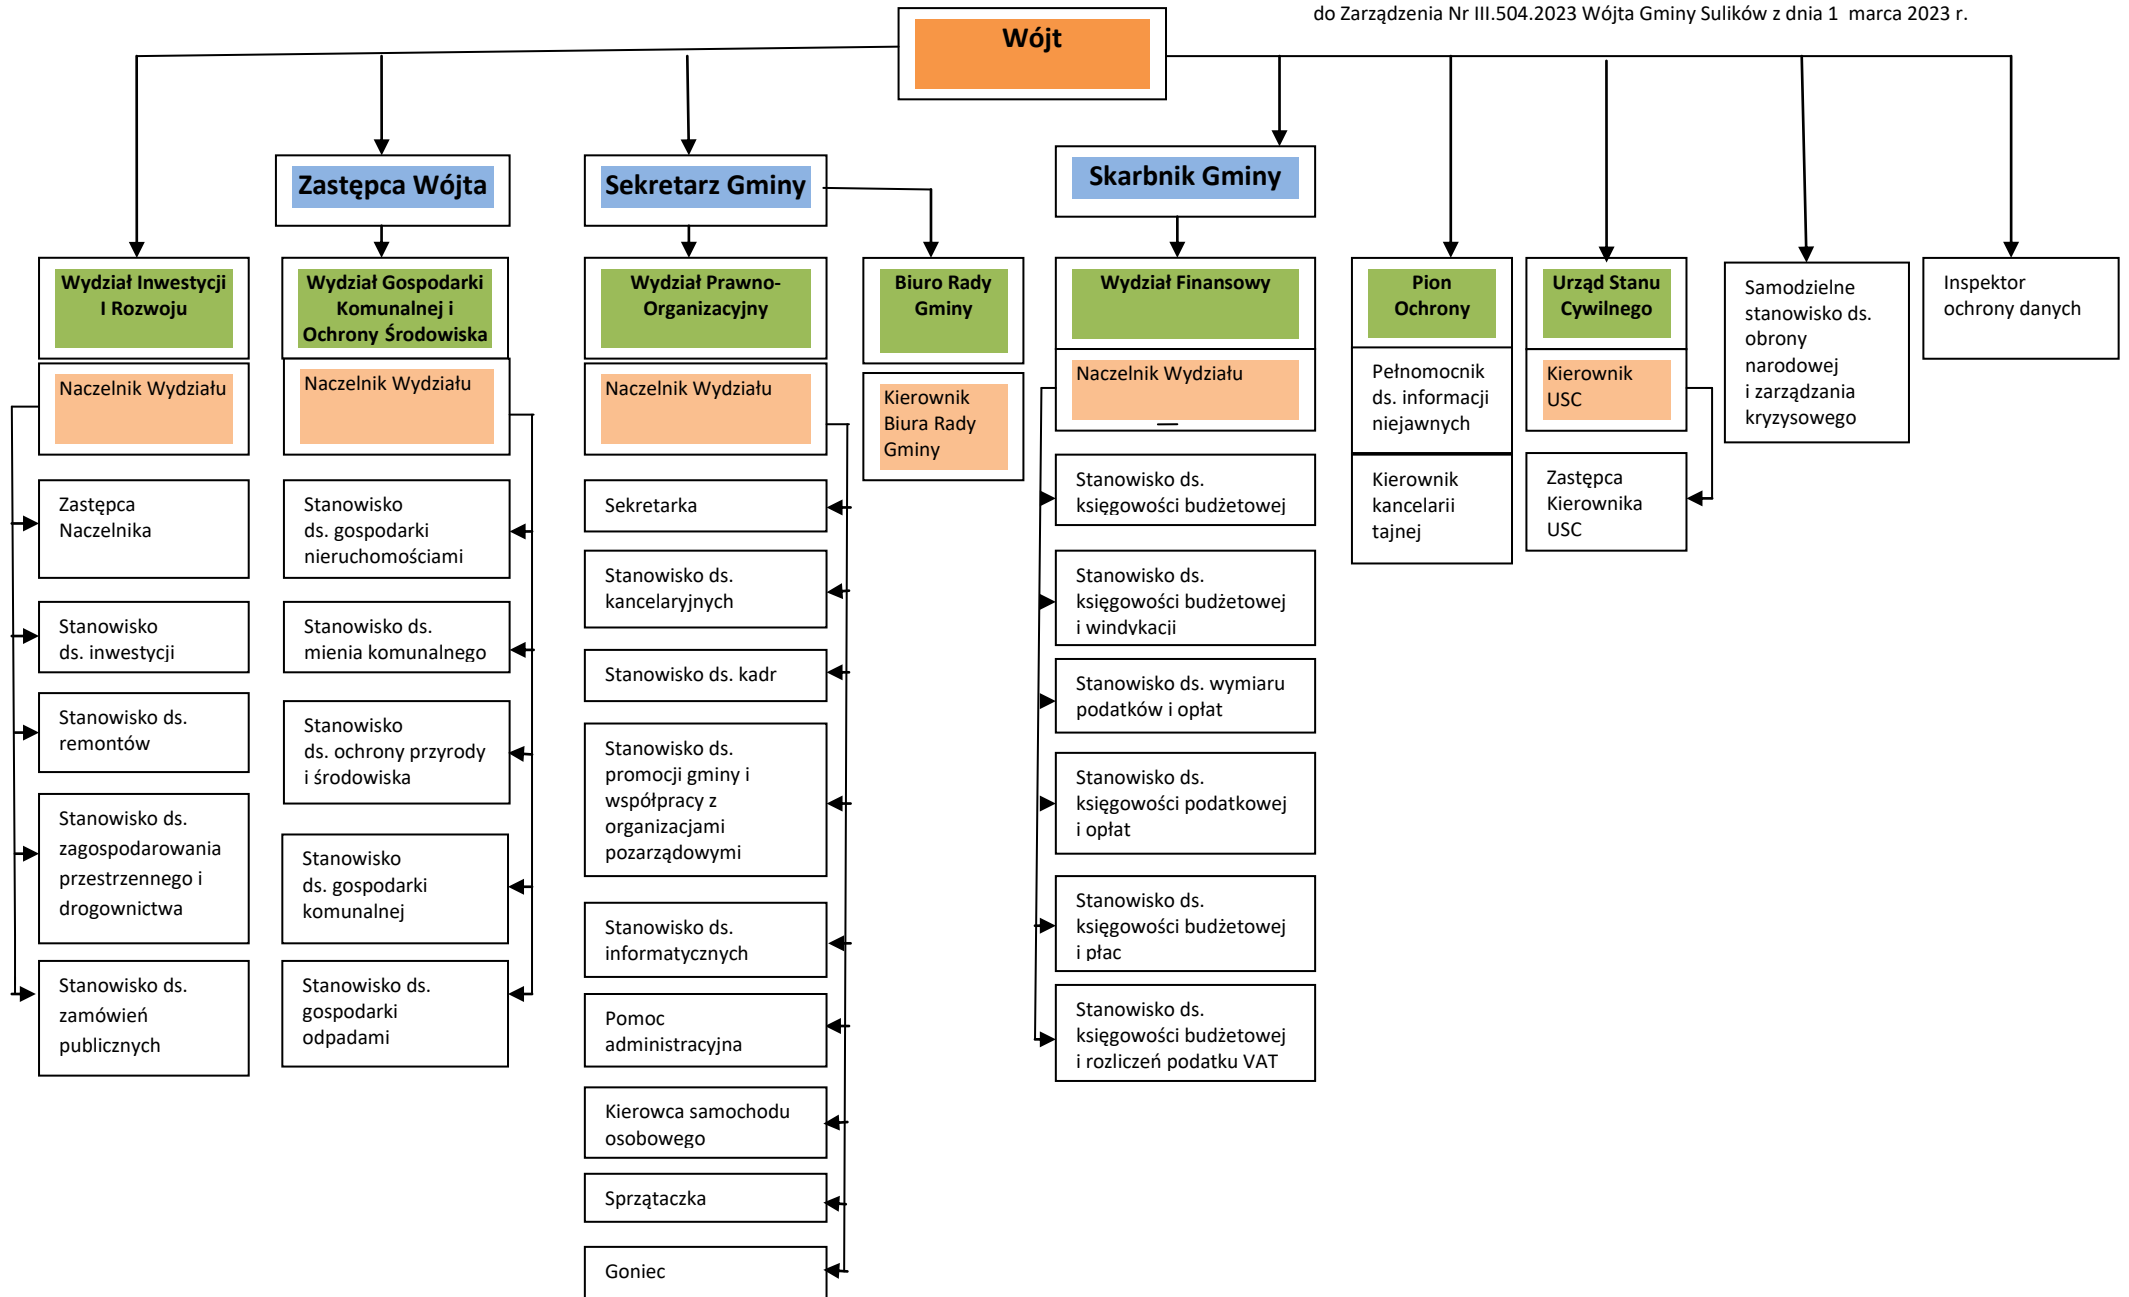 do Zarządzenia Nr III.504.2023 Wójta Gminy Sulików z dnia 1 marca 2023 r.
Wójt
Zastępca Wójta
Sekretarz Gminy
Skarbnik Gminy
Wydział Inwestycji
I Rozwoju
Wydział Gospodarki
Komunalnej i
Ochrony Środowiska
Wydział Prawno-
Organizacyjny
Biuro Rady
Gminy
Wydział Finansowy
Pion
Ochrony
Urząd Stanu
Cywilnego
Samodzielne
stanowisko ds.
obrony
narodowej
i zarządzania
kryzysowego
Inspektor
ochrony danych
Naczelnik Wydziału
Naczelnik Wydziału
Naczelnik Wydziału
Kierownik
Biura Rady
Gminy
Naczelnik Wydziału
Pełnomocnik
ds. informacji
niejawnych
Kierownik
USC
Zastępca
Naczelnika
Stanowisko
ds. inwestycji
Stanowisko ds.
remontów
Stanowisko ds.
zagospodarowania
przestrzennego i
drogownictwa
Stanowisko ds.
zamówień
publicznych
Stanowisko
ds. gospodarki
nieruchomościami
Stanowisko ds.
mienia komunalnego
Stanowisko
ds. ochrony przyrody
i środowiska
Stanowisko
ds. gospodarki
komunalnej
Stanowisko ds.
gospodarki
odpadami
Sekretarka
Stanowisko ds.
kancelaryjnych
Stanowisko ds. kadr
Stanowisko ds.
promocji gminy i
współpracy z
organizacjami
pozarządowymi
Stanowisko ds.
informatycznych
Pomoc
administracyjna
Kierowca samochodu
osobowego
Sprzątaczka
Goniec
Stanowisko ds.
księgowości budżetowej
Stanowisko ds.
księgowości budżetowej
i windykacji
Stanowisko ds. wymiaru
podatków i opłat
Stanowisko ds.
księgowości podatkowej
i opłat
Stanowisko ds.
księgowości budżetowej
i płac
Stanowisko ds.
księgowości budżetowej
i rozliczeń podatku VAT
Kierownik
kancelarii
tajnej
Zastępca
Kierownika
USC